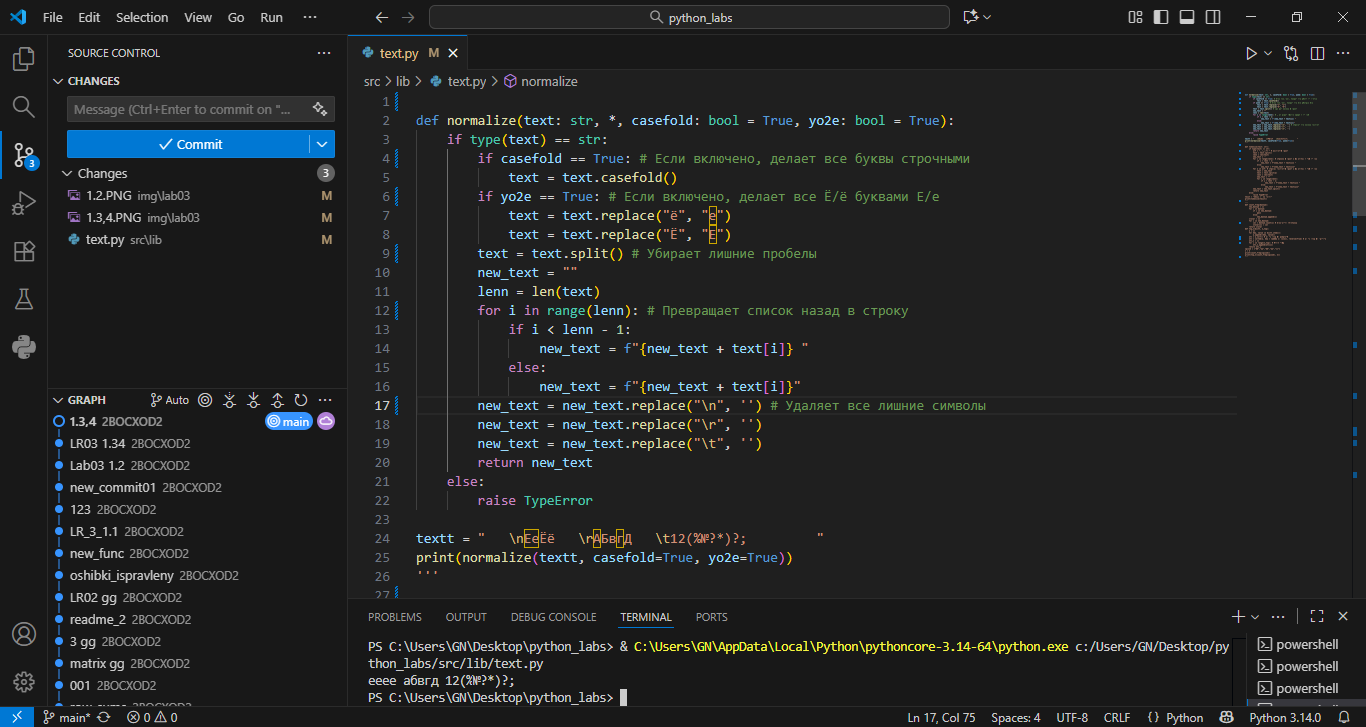 File Edit Selection View Go Run ··· python_labs
SOURCE CONTROL ···
CHANGES
Message (Ctrl+Enter to commit on "...
Commit
Changes 3
1.2.PNG img\lab03 M
1.3,4.PNG img\lab03 M
text.py src\lib M
3
GRAPH Auto ···
1.3,4 2BOCXOD2 main
LR03 1.34 2BOCXOD2
Lab03 1.2 2BOCXOD2
new_commit01 2BOCXOD2
123 2BOCXOD2
LR_3_1.1 2BOCXOD2
new_func 2BOCXOD2
oshibki_ispravleny 2BOCXOD2
LR02 gg 2BOCXOD2
readme_2 2BOCXOD2
3 gg 2BOCXOD2
matrix gg 2BOCXOD2
001 2BOCXOD2
text.py M
src > lib > text.py > normalize
1
2 def normalize(text: str, *, casefold: bool = True, yo2e: bool = True):
3 if type(text) == str:
4 if casefold == True: # Если включено, делает все буквы строчными
5 text = text.casefold()
6 if yo2e == True: # Если включено, делает все Ё/ё буквами Е/е
7 text = text.replace("ё", "е")
8 text = text.replace("Ё", "Е")
9 text = text.split() # Убирает лишние пробелы
10 new_text = ""
11 lenn = len(text)
12 for i in range(lenn): # Превращает список назад в строку
13 if i < lenn - 1:
14 new_text = f"{new_text + text[i]} "
15 else:
16 new_text = f"{new_text + text[i]}"
17 new_text = new_text.replace("\n", '') # Удаляет все лишние символы
18 new_text = new_text.replace("\r", '')
19 new_text = new_text.replace("\t", '')
20 return new_text
21 else:
22 raise TypeError
23
24 textt = "   \nЕеЁё   \rАБвгД   \t12(%№?*)?;         "
25 print(normalize(textt, casefold=True, yo2e=True))
26 '''
27
PROBLEMS OUTPUT DEBUG CONSOLE TERMINAL PORTS
PS C:\Users\GN\Desktop\python_labs> & C:\Users\GN\AppData\Local\Python\pythoncore-3.14-64\python.exe c:/Users/GN/Desktop/py
thon_labs/src/lib/text.py
ееее абвгд 12(%№?*)?;
PS C:\Users\GN\Desktop\python_labs>
powershell
powershell
powershell
main* 0 0 Ln 17, Col 75 Spaces: 4 UTF-8 CRLF {} Python Python 3.14.0